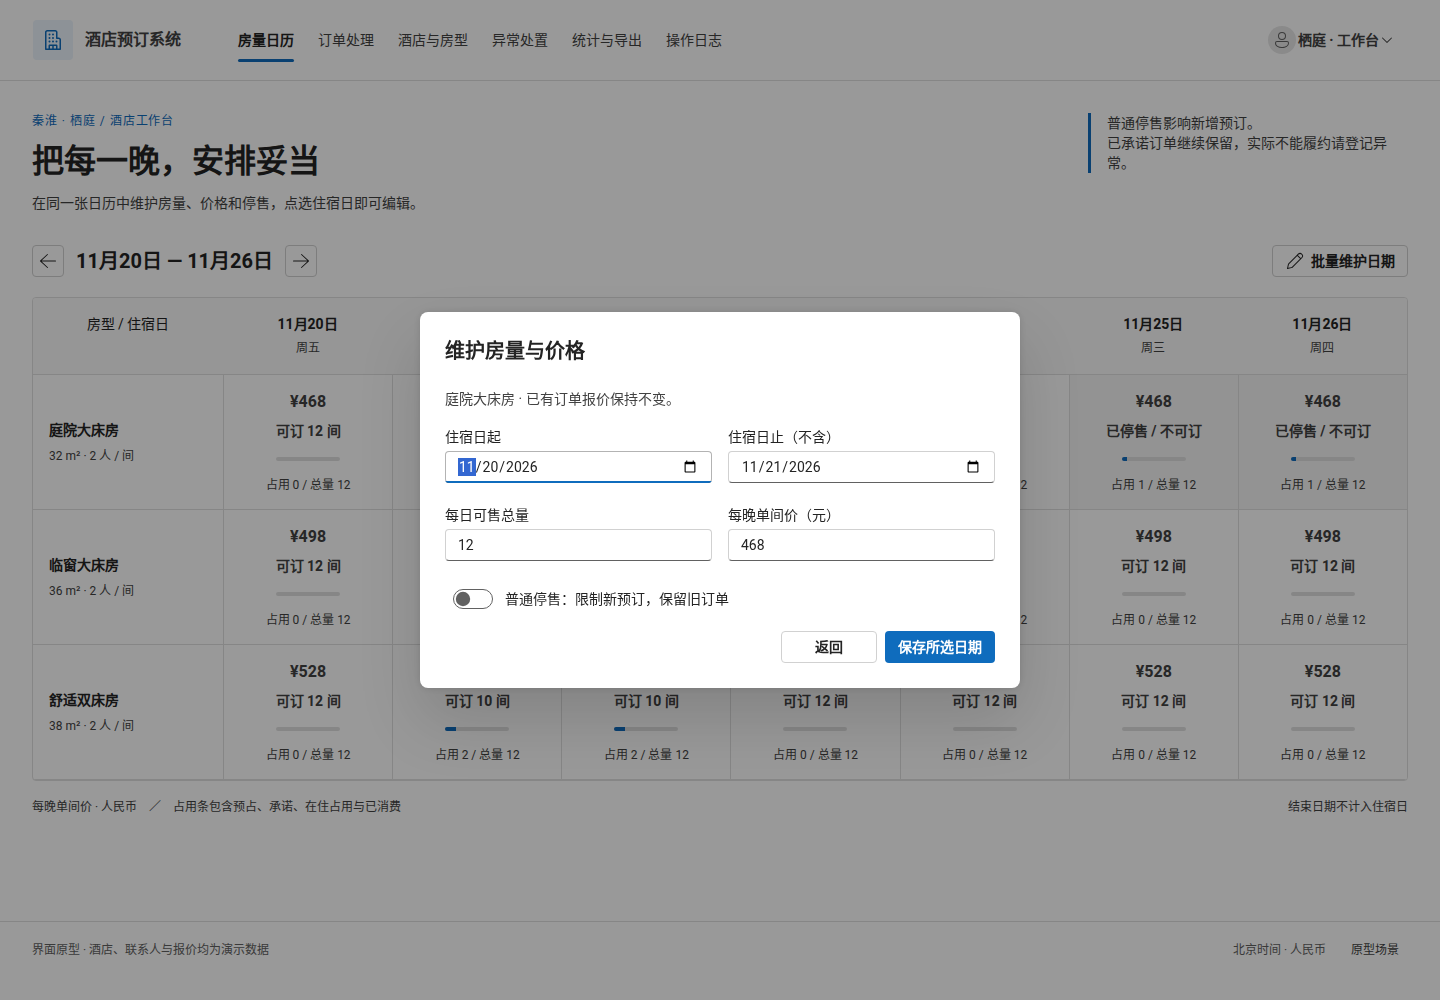 酒店预订系统
房量日历 订单处理 酒店与房型 异常处置 统计与导出 操作日志
栖庭 · 工作台
秦淮 · 栖庭 / 酒店工作台
把每一晚，安排妥当
在同一张日历中维护房量、价格和停售，点选住宿日即可编辑。
普通停售影响新增预订。
已承诺订单继续保留，实际不能履约请登记异常。
11月20日 — 11月26日
批量维护日期
房型 / 住宿日
11月20日
周五
11月25日
周三
11月26日
周四
庭院大床房
32 m² · 2 人 / 间
¥468
可订 12 间
占用 0 / 总量 12
2
¥468
已停售 / 不可订
占用 1 / 总量 12
¥468
已停售 / 不可订
占用 1 / 总量 12
临窗大床房
36 m² · 2 人 / 间
¥498
可订 12 间
占用 0 / 总量 12
2
¥498
可订 12 间
占用 0 / 总量 12
¥498
可订 12 间
占用 0 / 总量 12
舒适双床房
38 m² · 2 人 / 间
¥528
可订 12 间
占用 0 / 总量 12
可订 10 间
占用 2 / 总量 12
可订 10 间
占用 2 / 总量 12
可订 12 间
占用 0 / 总量 12
可订 12 间
占用 0 / 总量 12
¥528
可订 12 间
占用 0 / 总量 12
¥528
可订 12 间
占用 0 / 总量 12
维护房量与价格
庭院大床房 · 已有订单报价保持不变。
住宿日起
11/20/2026
住宿日止（不含）
11/21/2026
每日可售总量
12
每晚单间价（元）
468
普通停售：限制新预订，保留旧订单
返回
保存所选日期
每晚单间价 · 人民币 ／ 占用条包含预占、承诺、在住占用与已消费
结束日期不计入住宿日
界面原型 · 酒店、联系人与报价均为演示数据
北京时间 · 人民币
原型场景